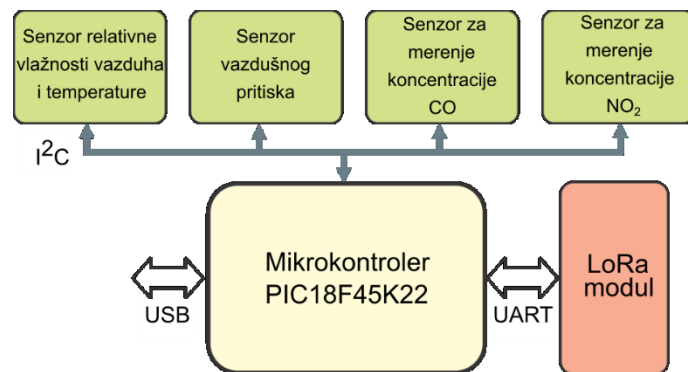 Senzor relativne
vlažnosti vazduha
i temperature
Senzor
vazdušnog
pritiska
Senzor za
merenje
koncentracije
CO
Senzor za
merenje
koncentracije
NO₂
I²C
Mikrokontroler
PIC18F45K22
USB
UART
LoRa
modul